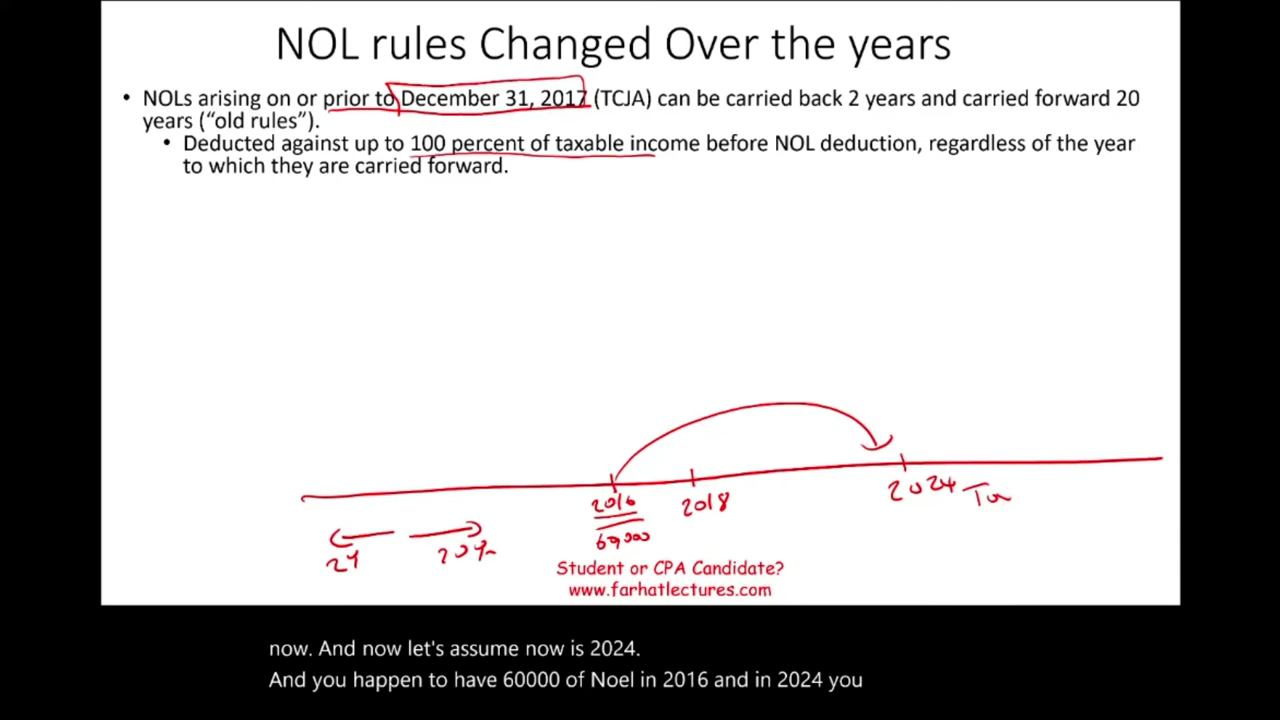 NOL rules Changed Over the years
• NOLs arising on or prior to December 31, 2017 (TCJA) can be carried back 2 years and carried forward 20
years ("old rules").
• Deducted against up to 100 percent of taxable income before NOL deduction, regardless of the year
to which they are carried forward.
2016
2018
2024
60,000
Student or CPA Candidate?
www.farhatlectures.com
now. And now let's assume now is 2024.
And you happen to have 60000 of Noel in 2016 and in 2024 you